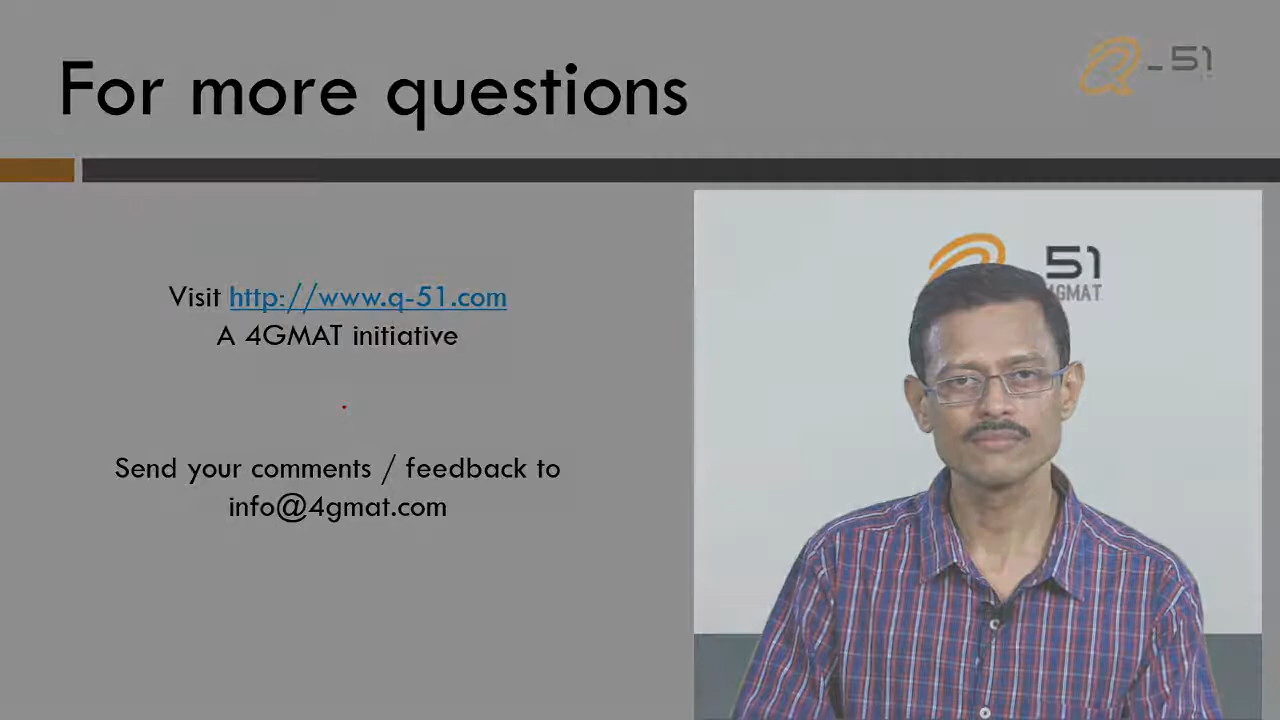 For more questions
Q-51
51
4GMAT
Visit http://www.q-51.com
A 4GMAT initiative
Send your comments / feedback to
info@4gmat.com